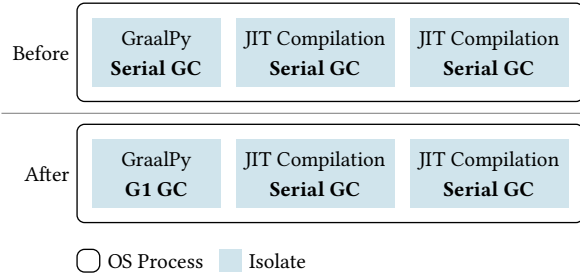 Before
GraalPy JIT Compilation JIT Compilation
Serial GC Serial GC Serial GC
After
GraalPy JIT Compilation JIT Compilation
G1 GC Serial GC Serial GC
OS Process Isolate